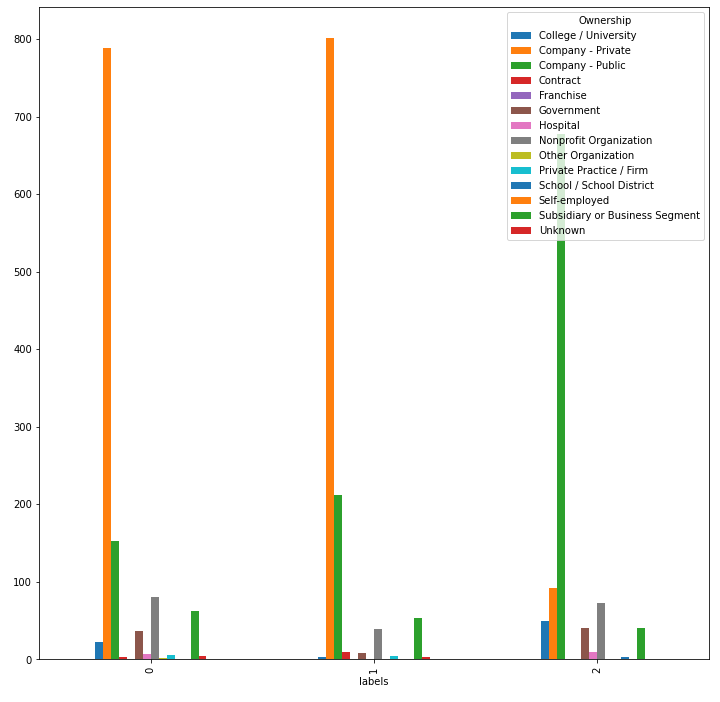 Ownership
College / University
Company - Private
Company - Public
Contract
Franchise
Government
Hospital
Nonprofit Organization
Other Organization
Private Practice / Firm
School / School District
Self-employed
Subsidiary or Business Segment
Unknown
800
700
600
500
400
300
200
100
0
0
1
2
labels